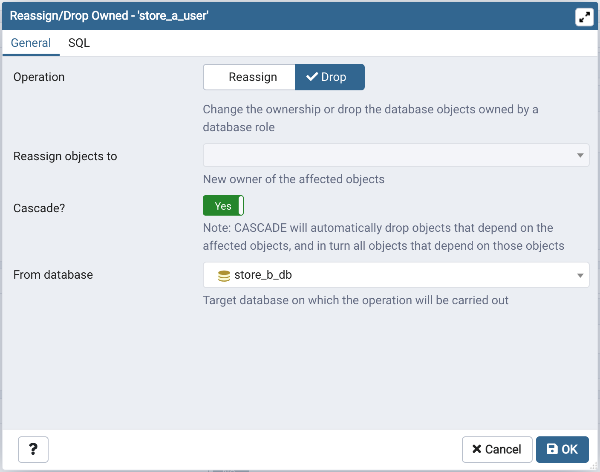 Reassign/Drop Owned - 'store_a_user'
General SQL
Operation Reassign Drop
Change the ownership or drop the database objects owned by a
database role
Reassign objects to
New owner of the affected objects
Cascade? Yes
Note: CASCADE will automatically drop objects that depend on the
affected objects, and in turn all objects that depend on those objects
From database store_b_db
Target database on which the operation will be carried out
? Cancel OK